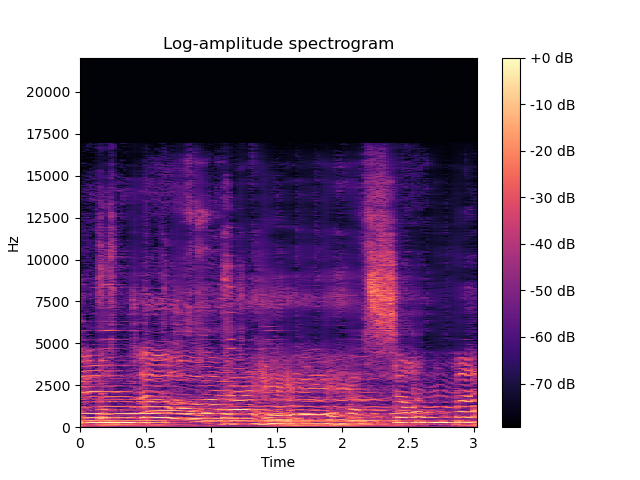 Log-amplitude spectrogram
Hz
20000
17500
15000
12500
10000
7500
5000
2500
0
0
0.5
1
1.5
2
2.5
3
Time
+0 dB
-10 dB
-20 dB
-30 dB
-40 dB
-50 dB
-60 dB
-70 dB